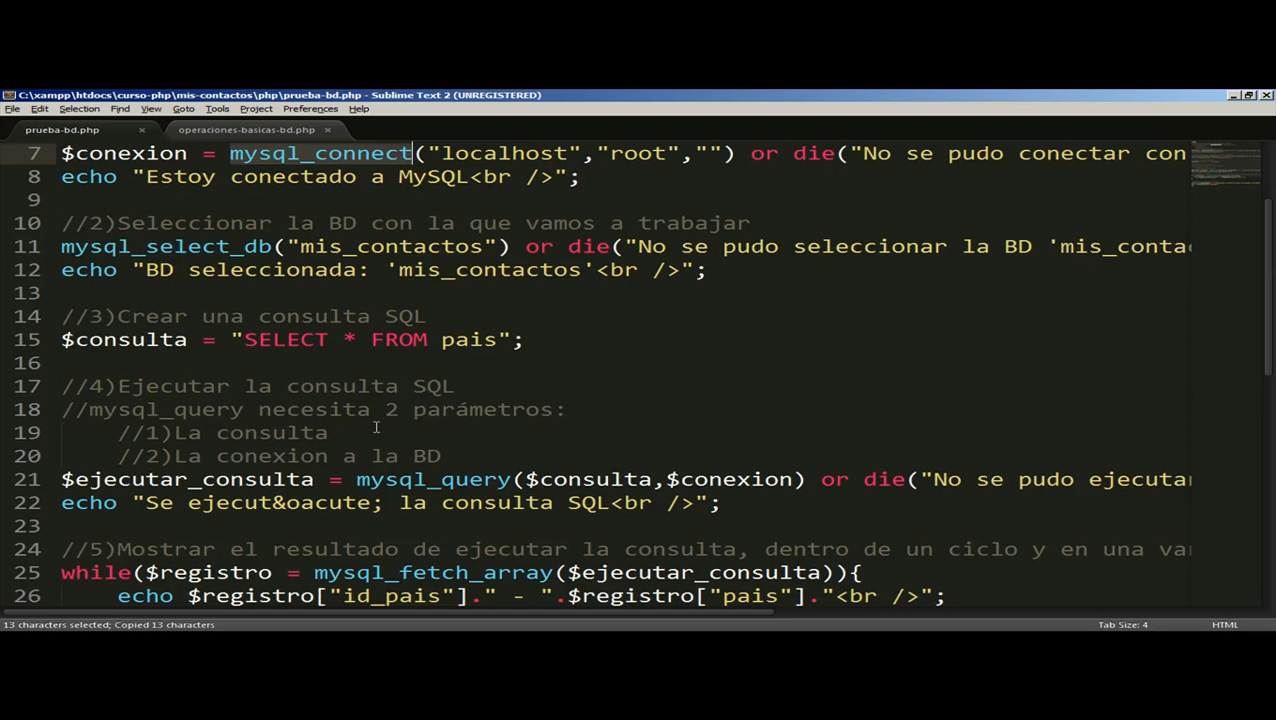 C:\xampp\htdocs\curso-php\mis-contactos\php\prueba-bd.php - Sublime Text 2 (UNREGISTERED)
File Edit Selection Find View Goto Tools Project Preferences Help
prueba-bd.php × operaciones-basicas-bd.php ×
7 $conexion = mysql_connect("localhost","root","") or die("No se pudo conectar con
8 echo "Estoy conectado a MySQL<br />";
9
10 //2)Seleccionar la BD con la que vamos a trabajar
11 mysql_select_db("mis_contactos") or die("No se pudo seleccionar la BD 'mis_contac
12 echo "BD seleccionada: 'mis_contactos'<br />";
13
14 //3)Crear una consulta SQL
15 $consulta = "SELECT * FROM pais";
16
17 //4)Ejecutar la consulta SQL
18 //mysql_query necesita 2 parámetros:
19 //1)La consulta
20 //2)La conexion a la BD
21 $ejecutar_consulta = mysql_query($consulta,$conexion) or die("No se pudo ejecutar
22 echo "Se ejecut&oacute; la consulta SQL<br />";
23
24 //5)Mostrar el resultado de ejecutar la consulta, dentro de un ciclo y en una va
25 while($registro = mysql_fetch_array($ejecutar_consulta)){
26 echo $registro["id_pais"]." - ".$registro["pais"]."<br />";
13 characters selected; Copied 13 characters Tab Size: 4 HTML